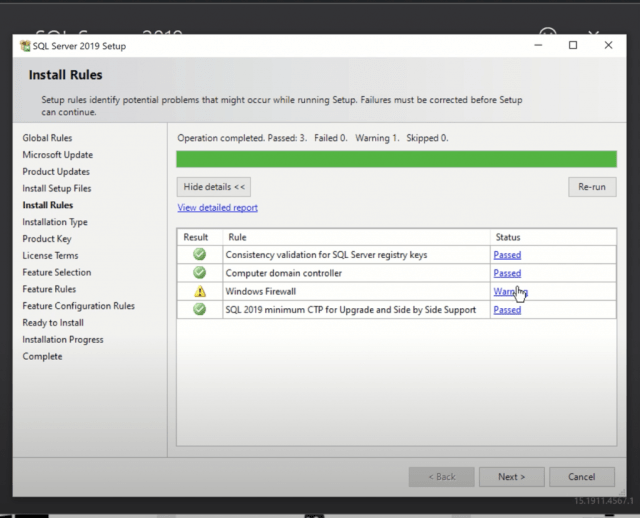 SQL Server 2019
SQL Server 2019 Setup
Install Rules
Setup rules identify potential problems that might occur while running Setup. Failures must be corrected before Setup
can continue.
Global Rules
Microsoft Update
Product Updates
Install Setup Files
Install Rules
Installation Type
Product Key
License Terms
Feature Selection
Feature Rules
Feature Configuration Rules
Ready to Install
Installation Progress
Complete
Operation completed. Passed: 3. Failed 0. Warning 1. Skipped 0.
Hide details <<
Re-run
View detailed report
Result Rule Status
Consistency validation for SQL Server registry keys Passed
Computer domain controller Passed
Windows Firewall Warning
SQL 2019 minimum CTP for Upgrade and Side by Side Support Passed
< Back Next > Cancel
15.1911.4567.1